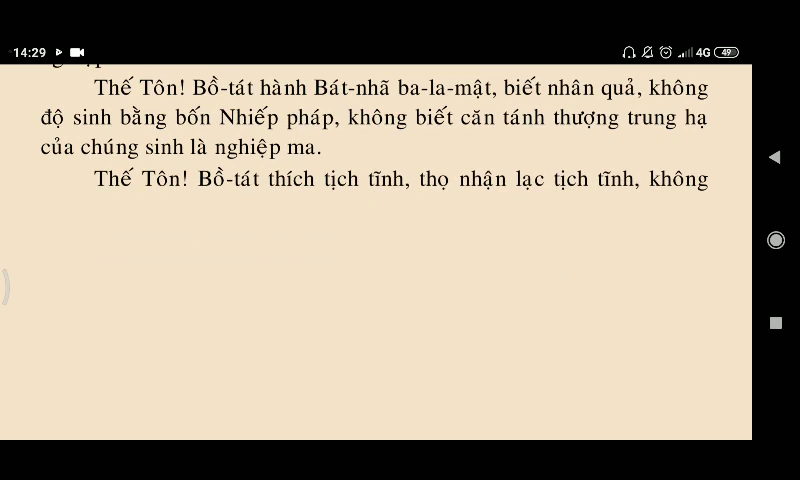 14:29 4G 49
Thế Tôn! Bồ-tát hành Bát-nhã ba-la-mật, biết nhân quả, không
độ sinh bằng bốn Nhiếp pháp, không biết căn tánh thượng trung hạ
của chúng sinh là nghiệp ma.
Thế Tôn! Bồ-tát thích tịch tĩnh, thọ nhận lạc tịch tĩnh, không